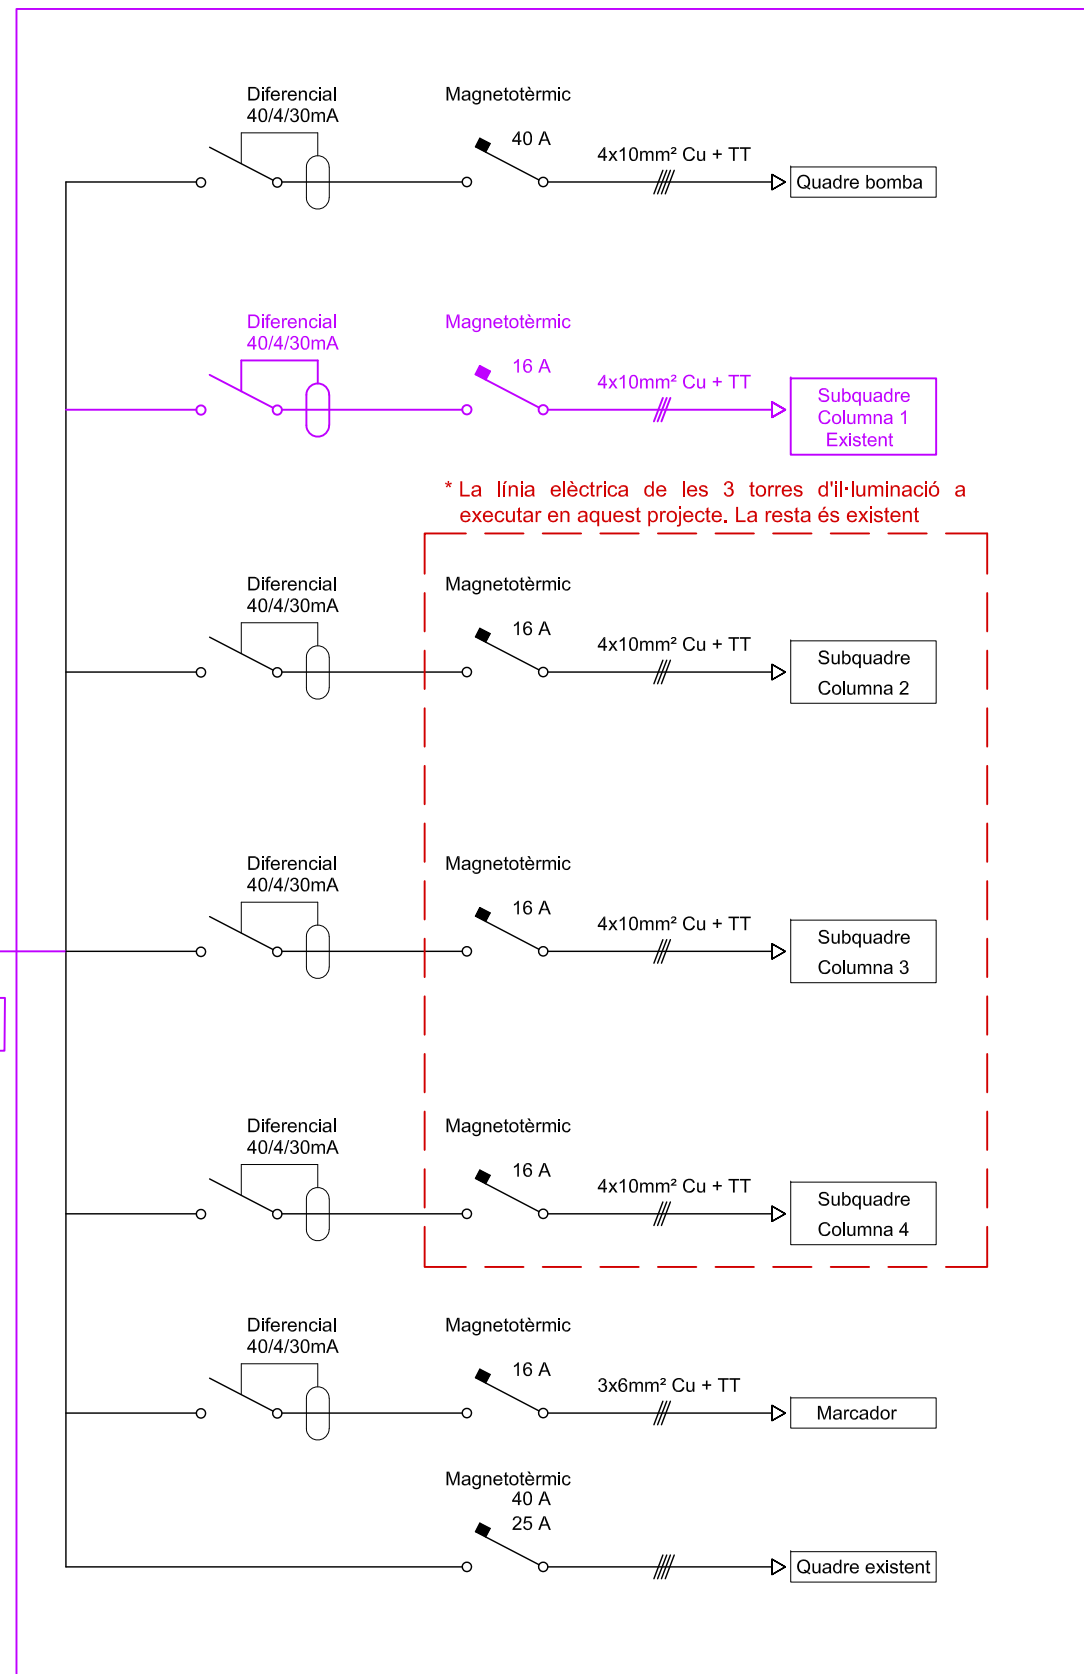 Diferencial
40/4/30mA
Magnetotèrmic
40 A
4x10mm² Cu + TT
Quadre bomba
Diferencial
40/4/30mA
Magnetotèrmic
16 A
4x10mm² Cu + TT
Subquadre
Columna 1
Existent
* La línia elèctrica de les 3 torres d'il·luminació a
executar en aquest projecte. La resta és existent
Diferencial
40/4/30mA
Magnetotèrmic
16 A
4x10mm² Cu + TT
Subquadre
Columna 2
Diferencial
40/4/30mA
Magnetotèrmic
16 A
4x10mm² Cu + TT
Subquadre
Columna 3
Diferencial
40/4/30mA
Magnetotèrmic
16 A
4x10mm² Cu + TT
Subquadre
Columna 4
Diferencial
40/4/30mA
Magnetotèrmic
16 A
3x6mm² Cu + TT
Marcador
Magnetotèrmic
40 A
25 A
Quadre existent